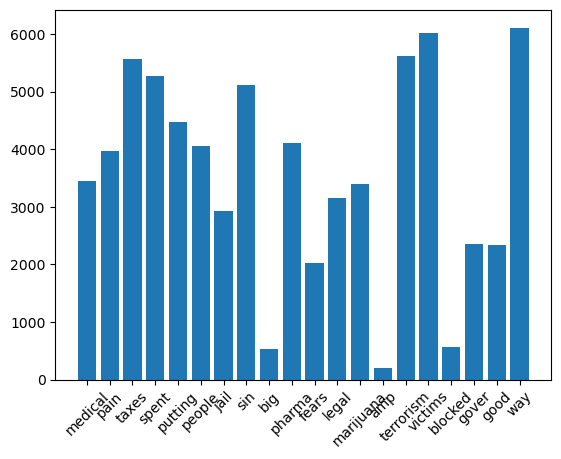 6000
5000
4000
3000
2000
1000
0
medical
pain
taxes
spent
putting
people
jail
sin
big
pharma
fears
legal
marijuana
amp
terrorism
victims
blocked
gover
good
way